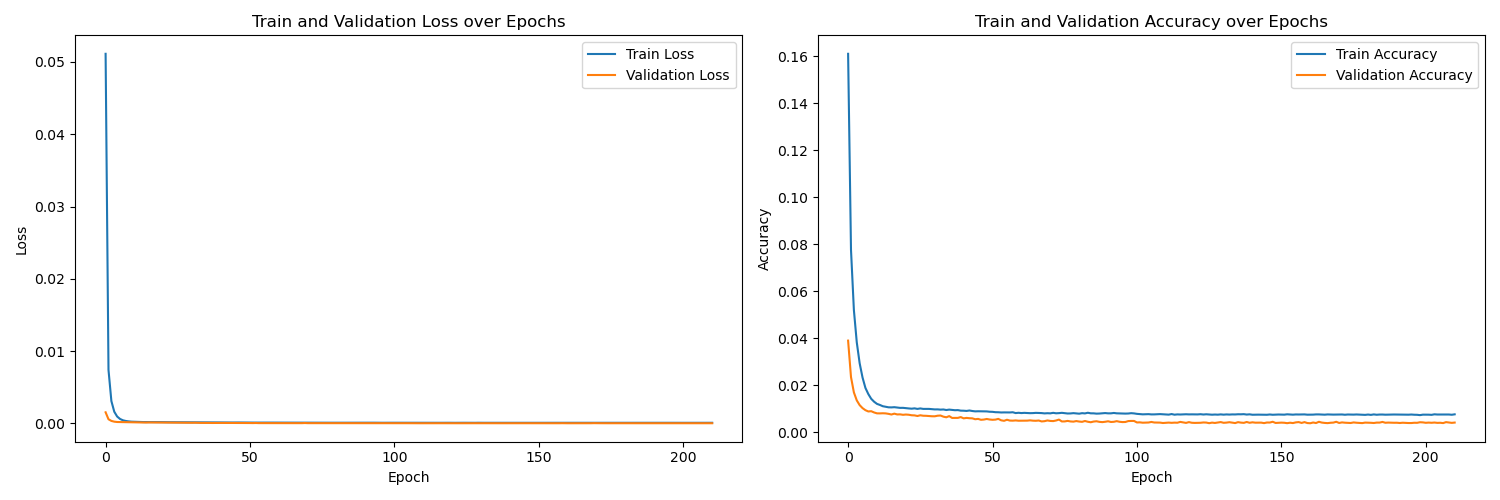 Train and Validation Loss over Epochs
Train Loss
Validation Loss
0.05
0.04
0.03
0.02
0.01
0.00
Loss
0
50
100
150
200
Epoch
Train and Validation Accuracy over Epochs
Train Accuracy
Validation Accuracy
0.16
0.14
0.12
0.10
0.08
0.06
0.04
0.02
0.00
Accuracy
0
50
100
150
200
Epoch